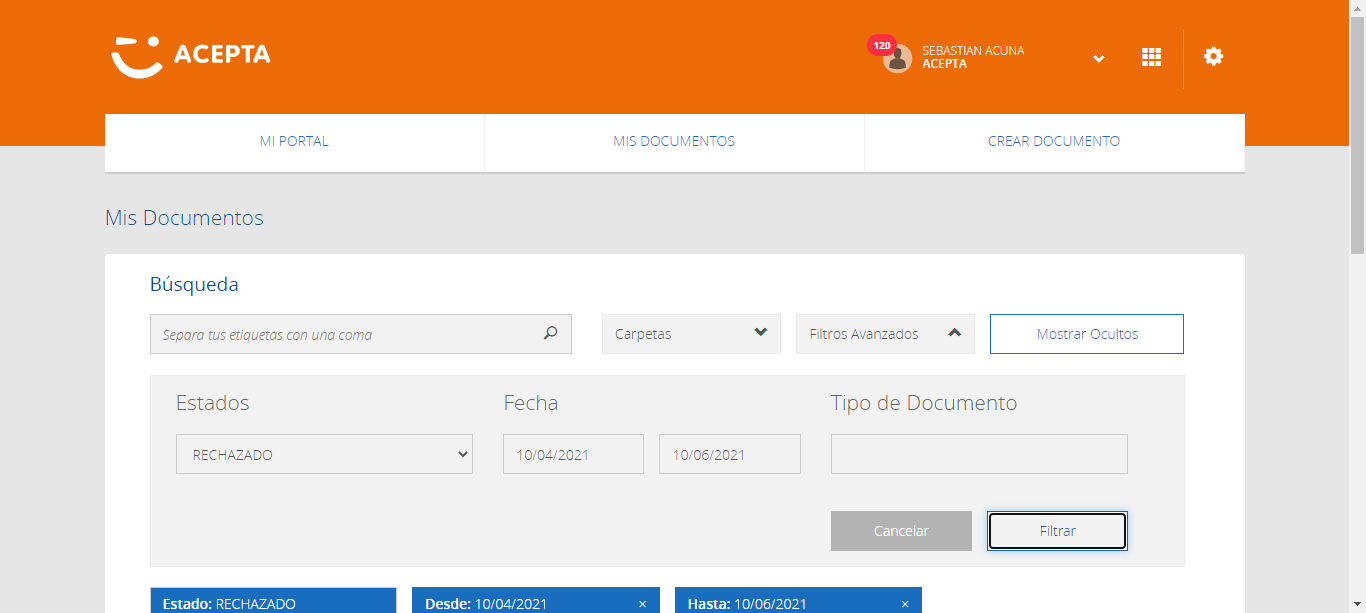 ACEPTA
120
SEBASTIAN ACUNA
ACEPTA
MI PORTAL
MIS DOCUMENTOS
CREAR DOCUMENTO
Mis Documentos
Búsqueda
Separa tus etiquetas con una coma
Carpetas
Filtros Avanzados
Mostrar Ocultos
Estados
Fecha
Tipo de Documento
RECHAZADO
10/04/2021
10/06/2021
Cancelar
Filtrar
Estado: RECHAZADO
Desde: 10/04/2021 ×
Hasta: 10/06/2021 ×